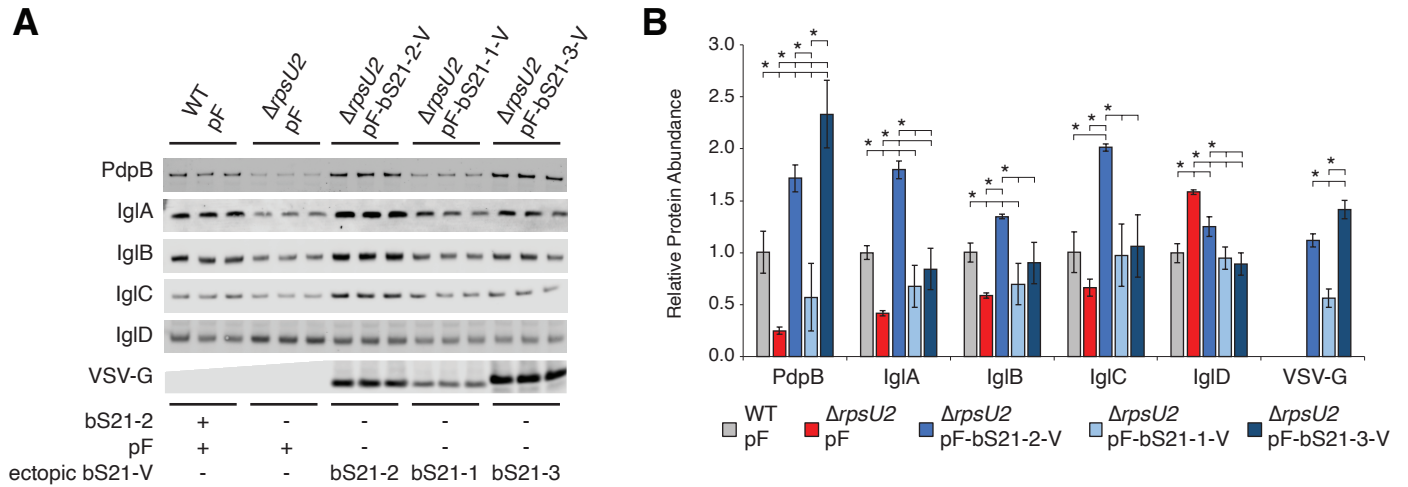 A
WT
pF
ΔrpsU2
pF
ΔrpsU2
pF-bS21-2-V
ΔrpsU2
pF-bS21-1-V
ΔrpsU2
pF-bS21-3-V
PdpB
IglA
IglB
IglC
IglD
VSV-G
bS21-2 + - - - -
pF + + - - -
ectopic bS21-V - - bS21-2 bS21-1 bS21-3
B
Relative Protein Abundance
3.0
2.5
2.0
1.5
1.0
0.5
0.0
* * * *
* * *
* * *
* * *
* * *
* *
PdpB IglA IglB IglC IglD VSV-G
WT
pF
ΔrpsU2
pF
ΔrpsU2
pF-bS21-2-V
ΔrpsU2
pF-bS21-1-V
ΔrpsU2
pF-bS21-3-V